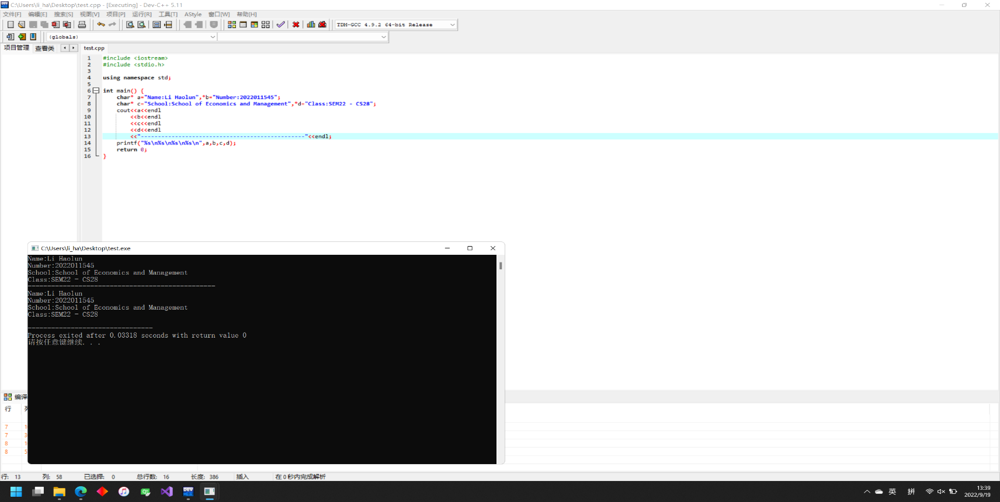 C:\Users\li_ha\Desktop\test.cpp - [Executing] - Dev-C++ 5.11
文件[F] 编辑[E] 搜索[S] 视图[V] 项目[P] 运行[R] 工具[T] AStyle 窗口[W] 帮助[H]
TDM-GCC 4.9.2 64-bit Release
(globals)
项目管理 查看类 test.cpp
1 #include <iostream>
2 #include <stdio.h>
3
4 using namespace std;
5
6 int main() {
7 char* a="Name:Li Haolun",*b="Number:2022011545";
8 char* c="School:School of Economics and Management",*d="Class:SEM22 - CS28";
9 cout<<a<<endl
10 <<b<<endl
11 <<c<<endl
12 <<d<<endl
13 <<"------------------------------------------------"<<endl;
14 printf("%s\n%s\n%s\n%s\n",a,b,c,d);
15 return 0;
16 }
C:\Users\li_ha\Desktop\test.exe
Name:Li Haolun
Number:2022011545
School:School of Economics and Management
Class:SEM22 - CS28
------------------------------------------------
Name:Li Haolun
Number:2022011545
School:School of Economics and Management
Class:SEM22 - CS28
--------------------------------
Process exited after 0.03318 seconds with return value 0
请按任意键继续. . .
编译
行
7 1
7 3
8 1
8 5
行: 13 列: 58 已选择: 0 总行数: 16 长度: 386 插入 在 0 秒内完成解析
DEV
英 拼 13:39
2022/9/19